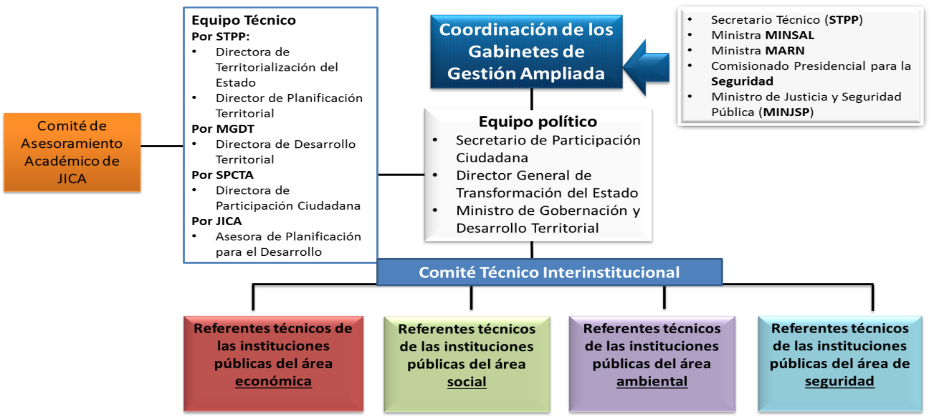 Comité de
Asesoramiento
Académico de
JICA
Equipo Técnico
Por STPP:
• Directora de
Territorialización del
Estado
• Director de Planificación
Territorial
Por MGDT
• Directora de Desarrollo
Territorial
Por SPCTA
• Directora de
Participación Ciudadana
Por JICA
• Asesora de Planificación
para el Desarrollo
Coordinación de los
Gabinetes de
Gestión Ampliada
• Secretario Técnico (STPP)
• Ministra MINSAL
• Ministra MARN
• Comisionado Presidencial para la
Seguridad
• Ministro de Justicia y Seguridad
Pública (MINJSP)
Equipo político
• Secretario de Participación
Ciudadana
• Director General de
Transformación del Estado
• Ministro de Gobernación y
Desarrollo Territorial
Comité Técnico Interinstitucional
Referentes técnicos de
las instituciones
públicas del área
económica
Referentes técnicos
de las instituciones
públicas del área
social
Referentes técnicos
de las instituciones
públicas del área
ambiental
Referentes técnicos
de las instituciones
públicas del área de
seguridad